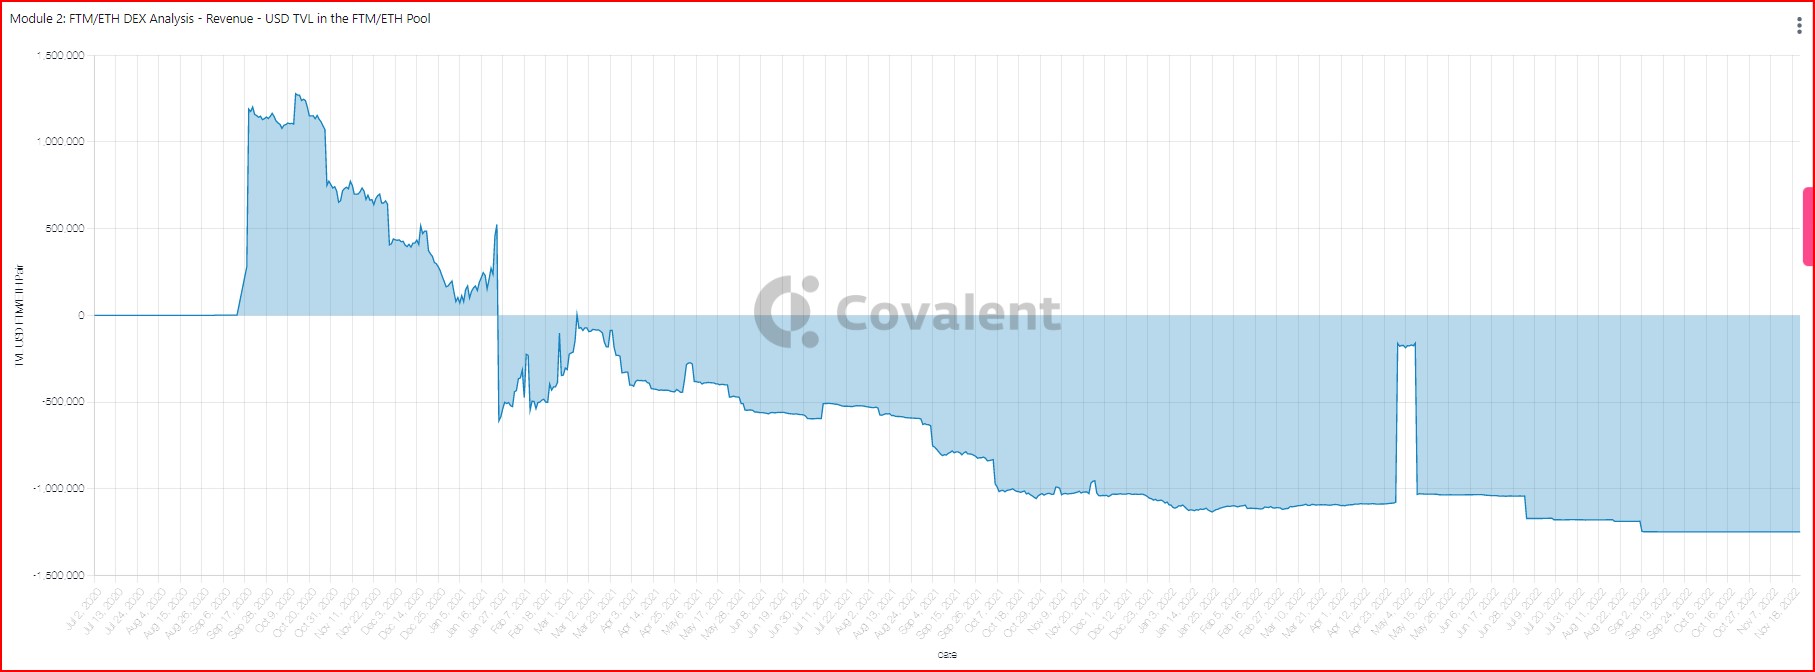 Module 2: FTM/ETH DEX Analysis - Revenue - USD TVL in the FTM/ETH Pool
1,500,000
1,000,000
500,000
0
-500,000
-1,000,000
-1,500,000
TVL USD FTM/ETH Pair
Covalent
Jul 2, 2020
Jul 13, 2020
Jul 24, 2020
Aug 4, 2020
Aug 15, 2020
Aug 26, 2020
Sep 6, 2020
Sep 17, 2020
Sep 28, 2020
Oct 9, 2020
Oct 20, 2020
Oct 31, 2020
Nov 11, 2020
Nov 22, 2020
Dec 3, 2020
Dec 14, 2020
Dec 25, 2020
Jan 5, 2021
Jan 16, 2021
Jan 27, 2021
Feb 7, 2021
Feb 18, 2021
Mar 1, 2021
Mar 12, 2021
Mar 23, 2021
Apr 3, 2021
Apr 14, 2021
Apr 25, 2021
May 6, 2021
May 17, 2021
May 28, 2021
Jun 8, 2021
Jun 19, 2021
Jun 30, 2021
Jul 11, 2021
Jul 22, 2021
Aug 2, 2021
Aug 13, 2021
Aug 24, 2021
Sep 4, 2021
Sep 15, 2021
Sep 26, 2021
Oct 7, 2021
Oct 18, 2021
Oct 29, 2021
Nov 9, 2021
Nov 20, 2021
Dec 1, 2021
Dec 12, 2021
Dec 23, 2021
Jan 3, 2022
Jan 14, 2022
Jan 25, 2022
Feb 5, 2022
Feb 16, 2022
Feb 27, 2022
Mar 10, 2022
Mar 21, 2022
Apr 1, 2022
Apr 12, 2022
Apr 23, 2022
May 4, 2022
May 15, 2022
May 26, 2022
Jun 6, 2022
Jun 17, 2022
Jun 28, 2022
Jul 9, 2022
Jul 20, 2022
Jul 31, 2022
Aug 11, 2022
Aug 22, 2022
Sep 2, 2022
Sep 13, 2022
Sep 24, 2022
Oct 5, 2022
Oct 16, 2022
Oct 27, 2022
Nov 7, 2022
Nov 18, 2022
date